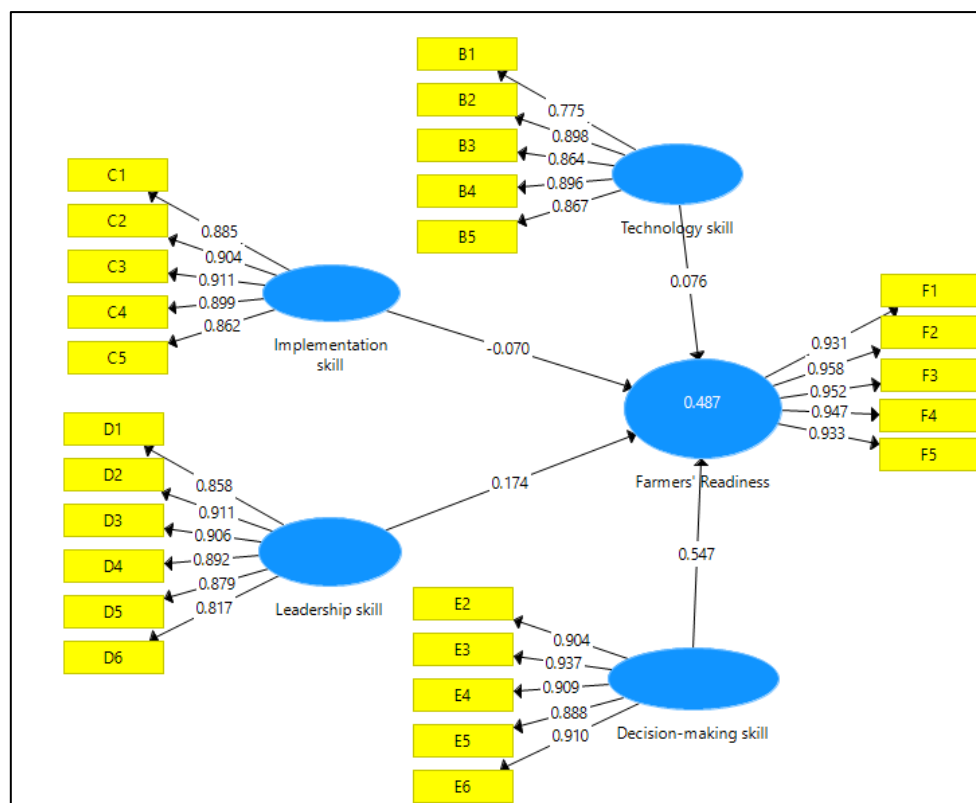 B1
B2
B3
B4
B5
0.775
0.898
0.864
0.896
0.867
Technology skill
0.076
C1
C2
C3
C4
C5
0.885
0.904
0.911
0.899
0.862
Implementation
skill
-0.070
F1
F2
F3
F4
F5
0.931
0.958
0.952
0.947
0.933
0.487
Farmers' Readiness
D1
D2
D3
D4
D5
D6
0.858
0.911
0.906
0.892
0.879
0.817
Leadership skill
0.174
0.547
E2
E3
E4
E5
E6
0.904
0.937
0.909
0.888
0.910
Decision-making skill